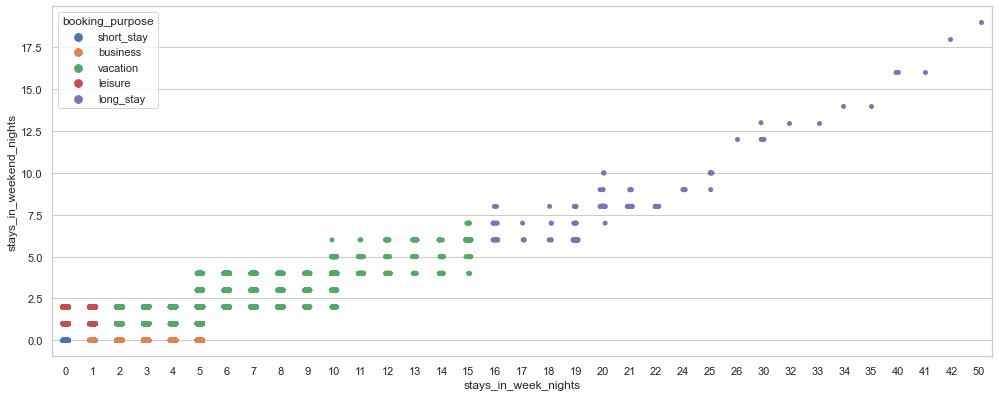 booking_purpose
short_stay
business
vacation
leisure
long_stay
17.5
15.0
12.5
10.0
7.5
5.0
2.5
0.0
stays_in_weekend_nights
0 1 2 3 4 5 6 7 8 9 10 11 12 13 14 15 16 17 18 19 20 21 22 24 25 26 30 32 33 34 35 40 41 42 50
stays_in_week_nights